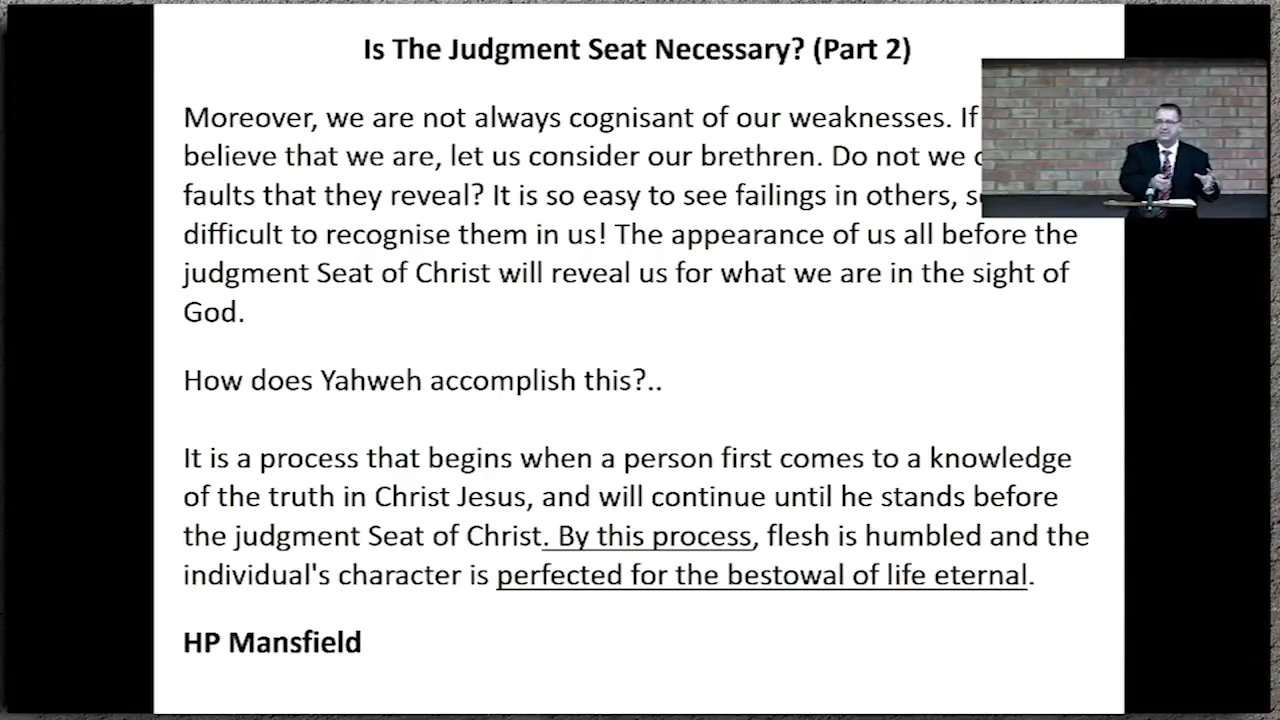 Is The Judgment Seat Necessary? (Part 2)
Moreover, we are not always cognisant of our weaknesses. If
believe that we are, let us consider our brethren. Do not we
faults that they reveal? It is so easy to see failings in others,
difficult to recognise them in us! The appearance of us all before the
judgment Seat of Christ will reveal us for what we are in the sight of
God.
How does Yahweh accomplish this?..
It is a process that begins when a person first comes to a knowledge
of the truth in Christ Jesus, and will continue until he stands before
the judgment Seat of Christ. By this process, flesh is humbled and the
individual's character is perfected for the bestowal of life eternal.
HP Mansfield